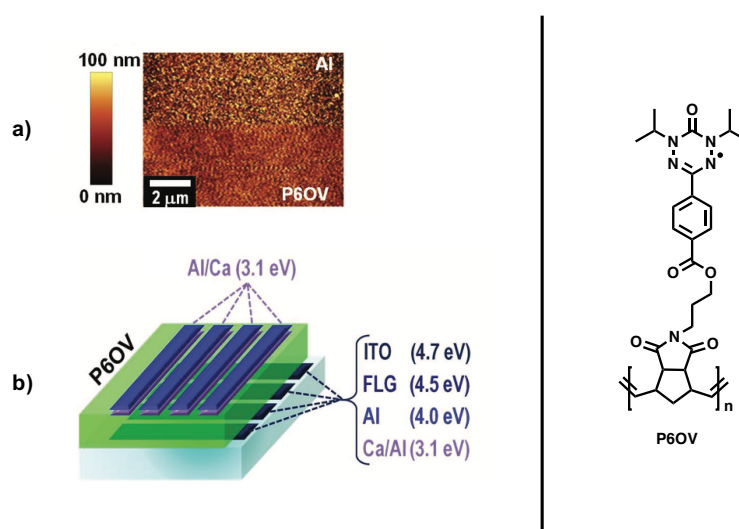 a)
100 nm
0 nm
Al
2 μm
P6OV
b)
Al/Ca (3.1 eV)
P6OV
ITO (4.7 eV)
FLG (4.5 eV)
Al (4.0 eV)
Ca/Al (3.1 eV)
O
N N
N N•
O
O
N
O O
n
P6OV